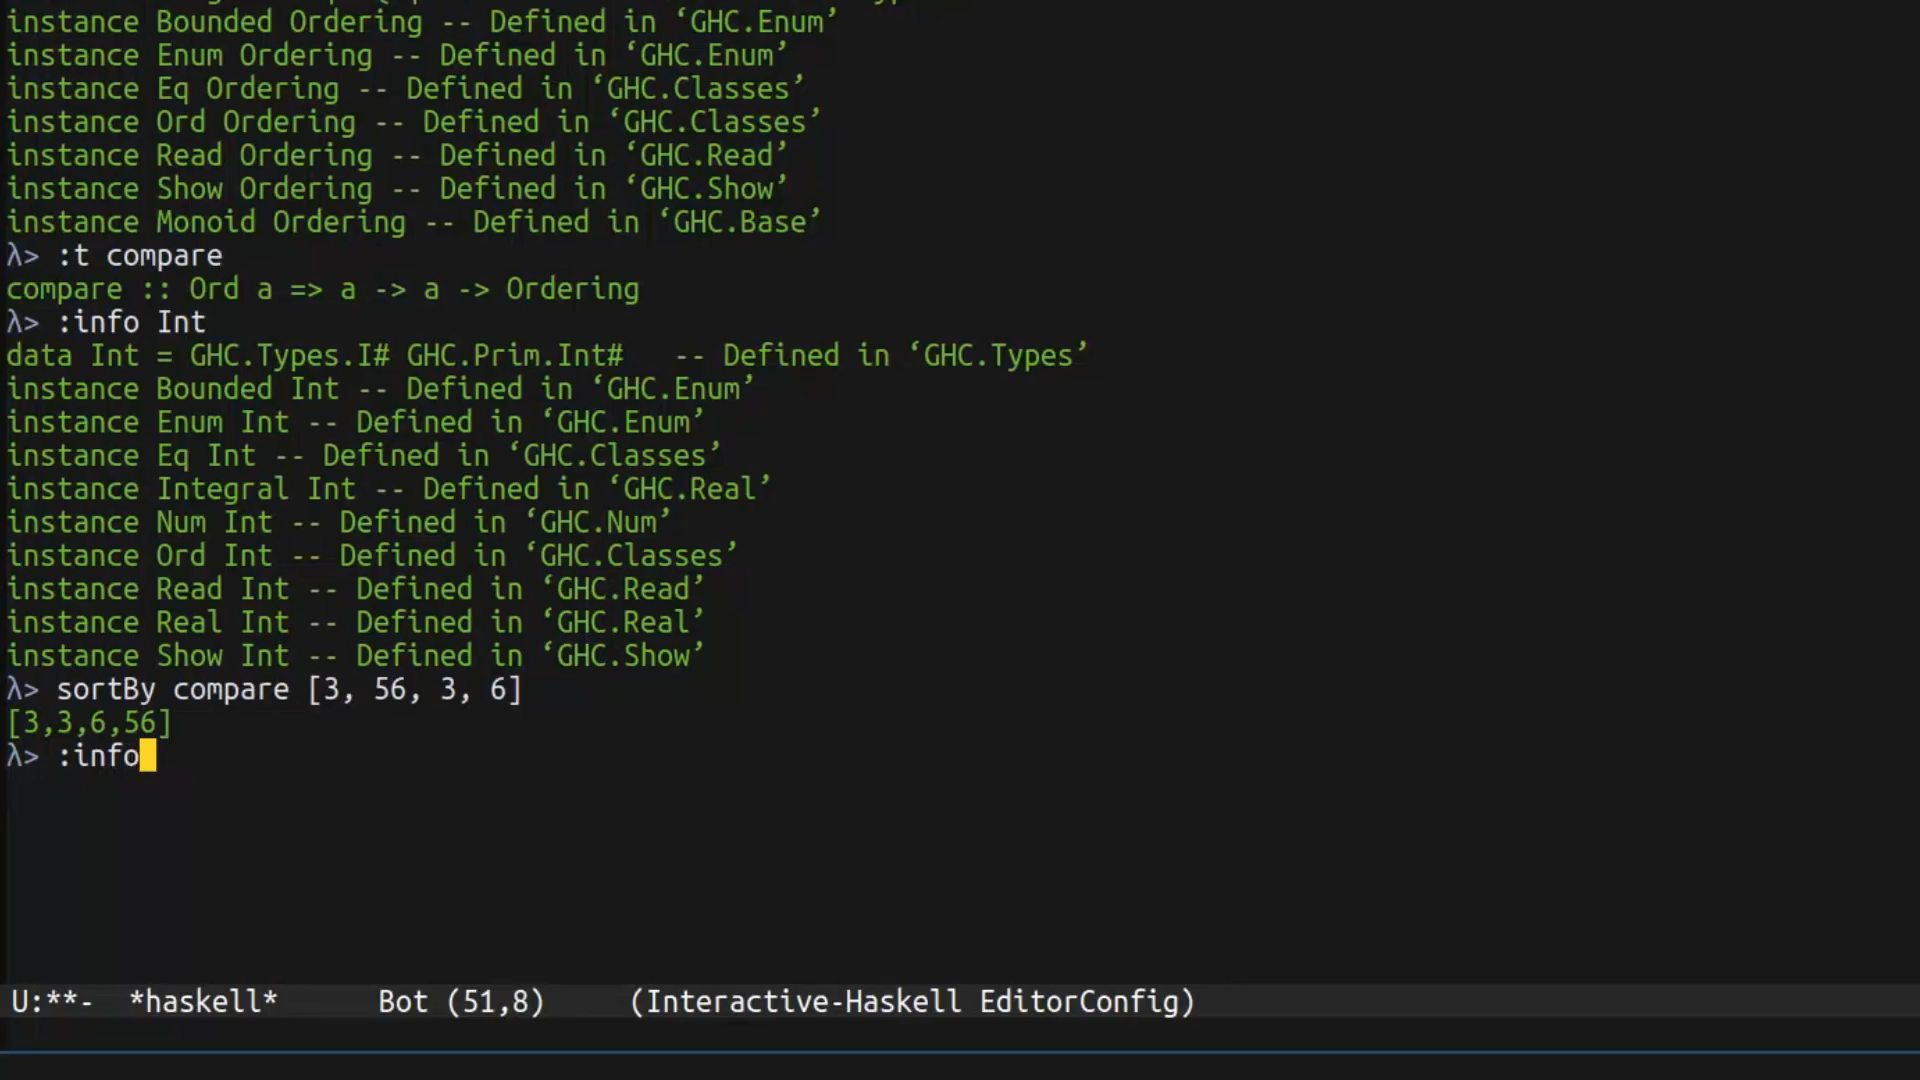 instance Bounded Ordering -- Defined in ‘GHC.Enum’
instance Enum Ordering -- Defined in ‘GHC.Enum’
instance Eq Ordering -- Defined in ‘GHC.Classes’
instance Ord Ordering -- Defined in ‘GHC.Classes’
instance Read Ordering -- Defined in ‘GHC.Read’
instance Show Ordering -- Defined in ‘GHC.Show’
instance Monoid Ordering -- Defined in ‘GHC.Base’
λ> :t compare
compare :: Ord a => a -> a -> Ordering
λ> :info Int
data Int = GHC.Types.I# GHC.Prim.Int#   -- Defined in ‘GHC.Types’
instance Bounded Int -- Defined in ‘GHC.Enum’
instance Enum Int -- Defined in ‘GHC.Enum’
instance Eq Int -- Defined in ‘GHC.Classes’
instance Integral Int -- Defined in ‘GHC.Real’
instance Num Int -- Defined in ‘GHC.Num’
instance Ord Int -- Defined in ‘GHC.Classes’
instance Read Int -- Defined in ‘GHC.Read’
instance Real Int -- Defined in ‘GHC.Real’
instance Show Int -- Defined in ‘GHC.Show’
λ> sortBy compare [3, 56, 3, 6]
[3,3,6,56]
λ> :info
U:**-  *haskell*      Bot (51,8)     (Interactive-Haskell EditorConfig)